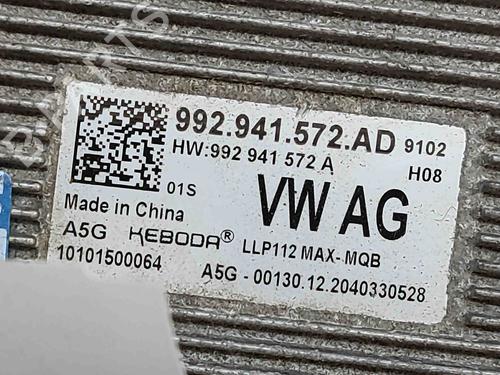 992.941.572.AD 9102
HW:992 941 572 A H08
01S
VW AG
Made in China
A5G KEBODA® LLP112 MAX-MQB
10101500064 A5G - 00130.12.2040330528